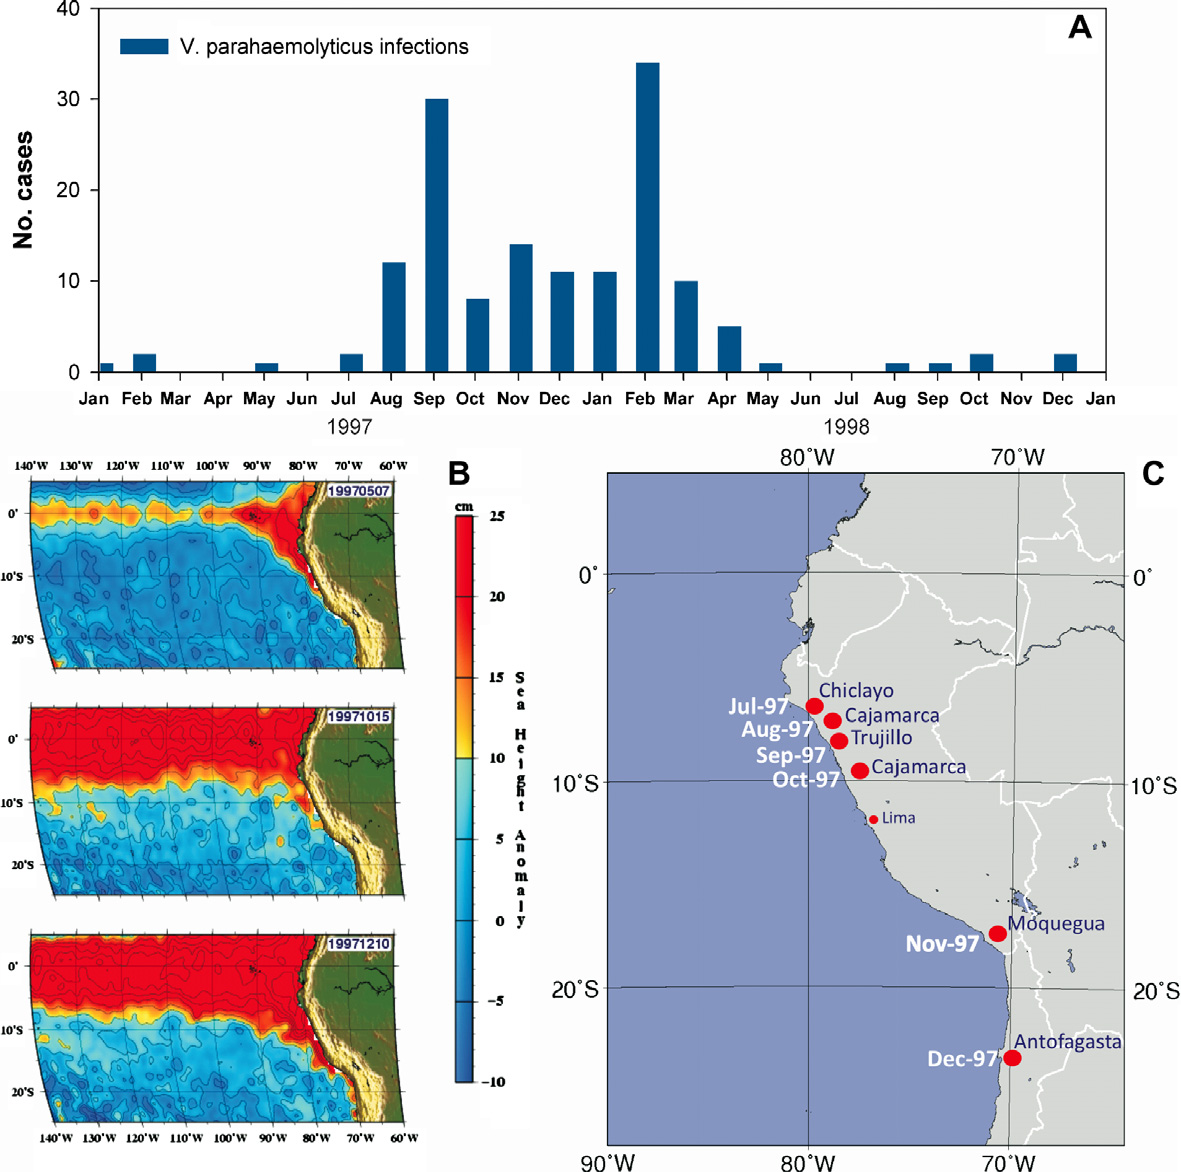 A
V. parahaemolyticus infections
No. cases
40
30
20
10
0
Jan Feb Mar Apr May Jun Jul Aug Sep Oct Nov Dec Jan Feb Mar Apr May Jun Jul Aug Sep Oct Nov Dec Jan
1997 1998
B
140°W 130°W 120°W 110°W 100°W 90°W 80°W 70°W 60°W
19970507
0°
10°S
20°S
19971015
0°
10°S
20°S
19971210
0°
10°S
20°S
140°W 130°W 120°W 110°W 100°W 90°W 80°W 70°W 60°W
cm
25
20
15
10
5
0
−5
−10
Sea Height Anomaly
C
80°W 70°W
0° 0°
Chiclayo
Jul-97
Cajamarca
Aug-97
Trujillo
Sep-97
Cajamarca
Oct-97
10°S 10°S
Lima
Moquegua
Nov-97
20°S 20°S
Antofagasta
Dec-97
90°W 80°W 70°W